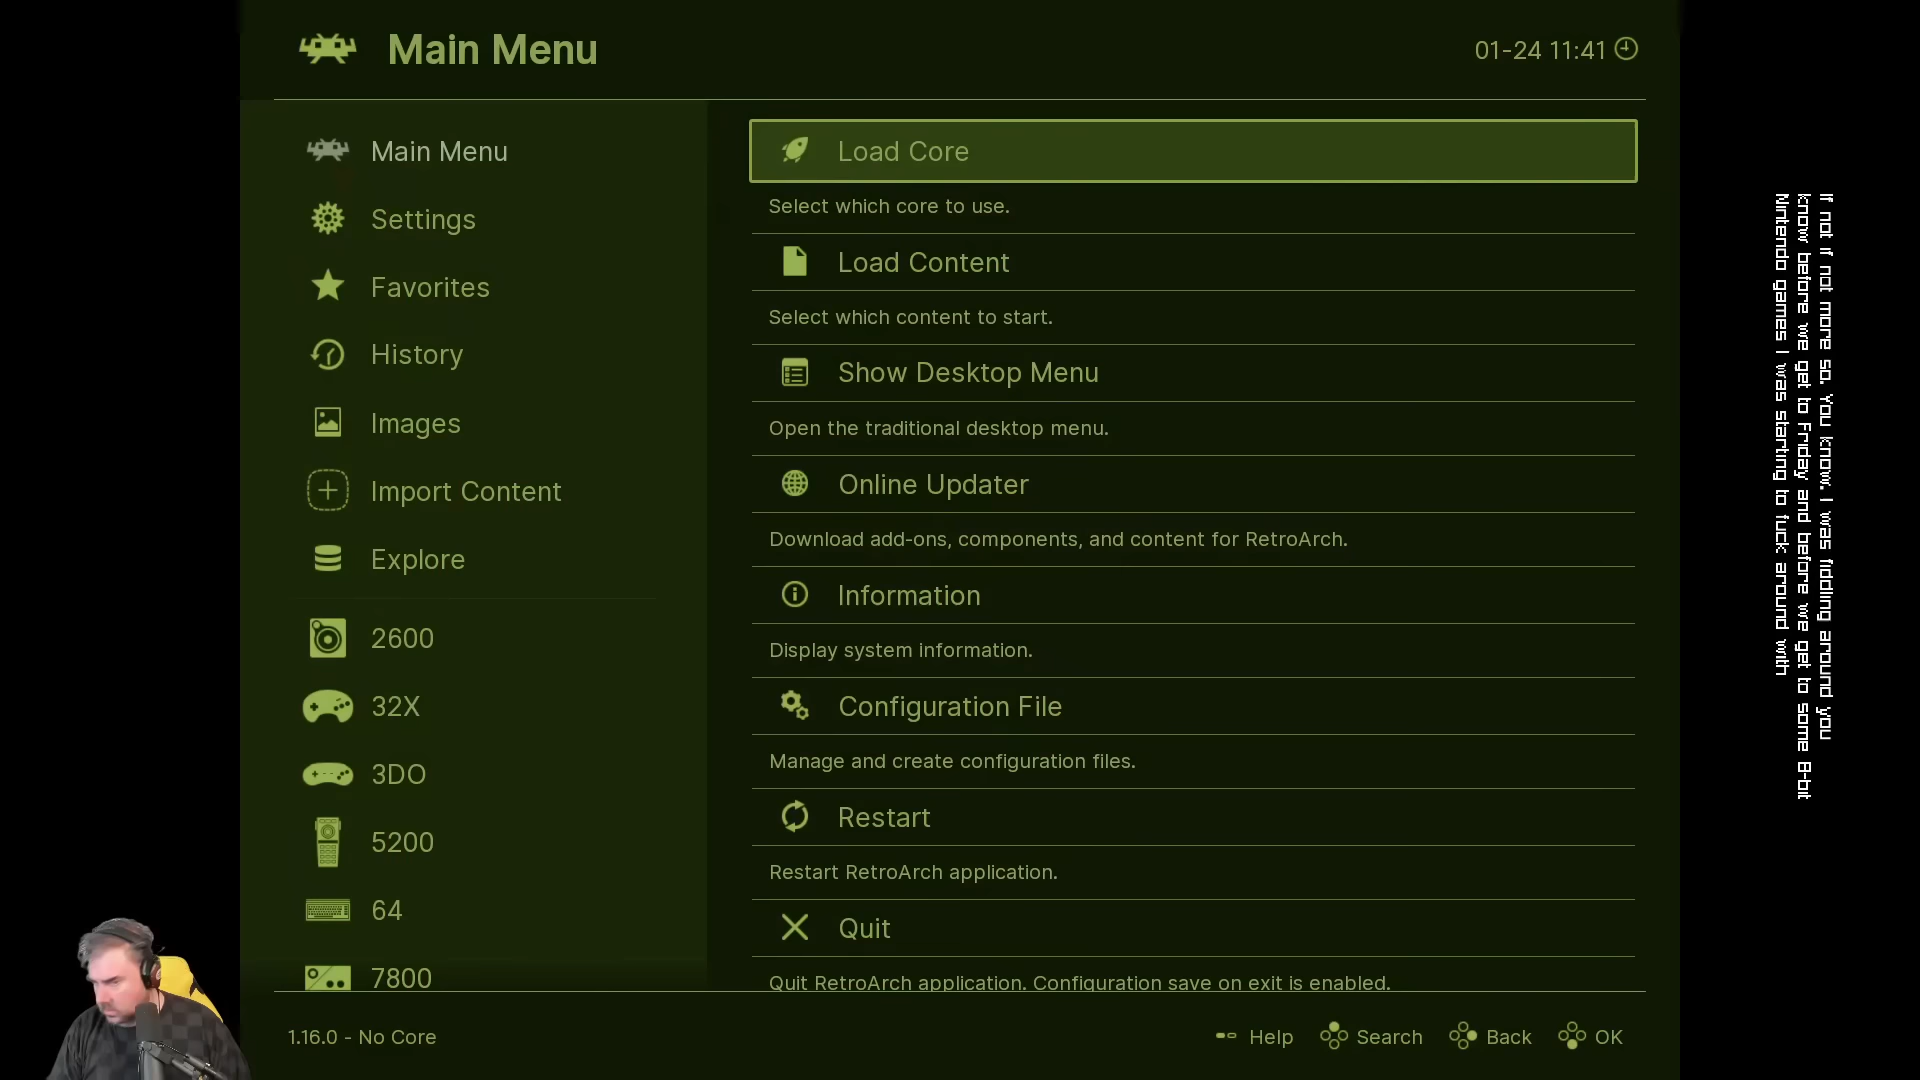 Main Menu
01-24 11:41
Main Menu
Settings
Favorites
History
Images
Import Content
Explore
2600
32X
3DO
5200
64
7800
Load Core
Select which core to use.
Load Content
Select which content to start.
Show Desktop Menu
Open the traditional desktop menu.
Online Updater
Download add-ons, components, and content for RetroArch.
Information
Display system information.
Configuration File
Manage and create configuration files.
Restart
Restart RetroArch application.
Quit
Quit RetroArch application. Configuration save on exit is enabled.
1.16.0 - No Core
Help
Search
Back
OK
If not if not more so. You know. I was fiddling around you
know before we get to Friday and before we get to some 8-bit
Nintendo games I was starting to fuck around with